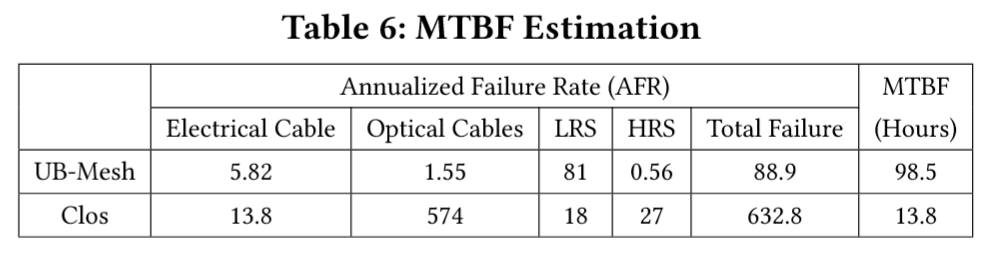 Table 6: MTBF Estimation
Annualized Failure Rate (AFR) MTBF
Electrical Cable Optical Cables LRS HRS Total Failure (Hours)
UB-Mesh 5.82 1.55 81 0.56 88.9 98.5
Clos 13.8 574 18 27 632.8 13.8